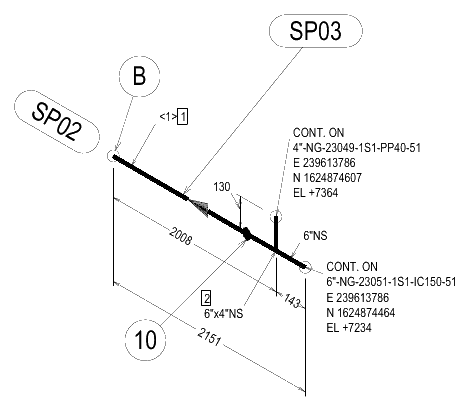 SP03
B
SP02
<1> 1
CONT. ON
4"-NG-23049-1S1-PP40-51
E 239613786
N 1624874607
EL +7364
130
6"NS
2008
CONT. ON
6"-NG-23051-1S1-IC150-51
E 239613786
N 1624874464
EL +7234
2
6"x4"NS
143
10
2151